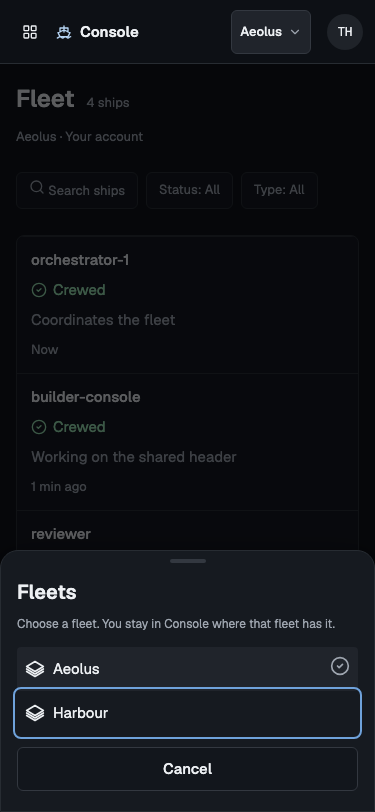 Console
Aeolus
TH
Fleet 4 ships
Aeolus · Your account
Search ships
Status: All
Type: All
orchestrator-1
Crewed
Coordinates the fleet
Now
builder-console
Crewed
Working on the shared header
1 min ago
reviewer
Fleets
Choose a fleet. You stay in Console where that fleet has it.
Aeolus
Harbour
Cancel